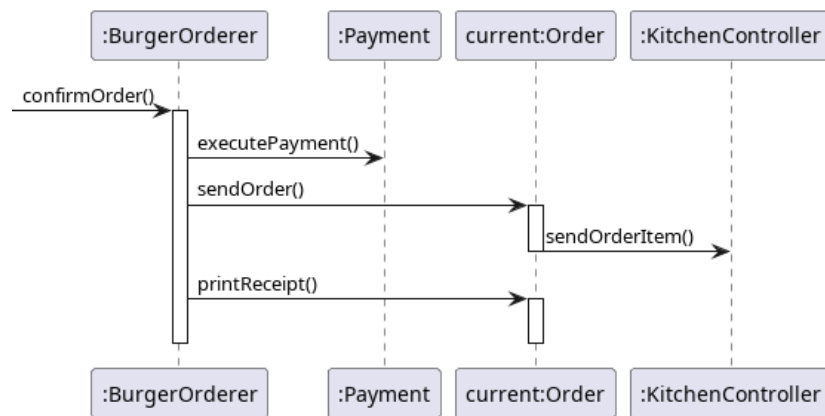 :BurgerOrderer
:Payment
current:Order
:KitchenController
confirmOrder()
executePayment()
sendOrder()
sendOrderItem()
printReceipt()
:BurgerOrderer
:Payment
current:Order
:KitchenController